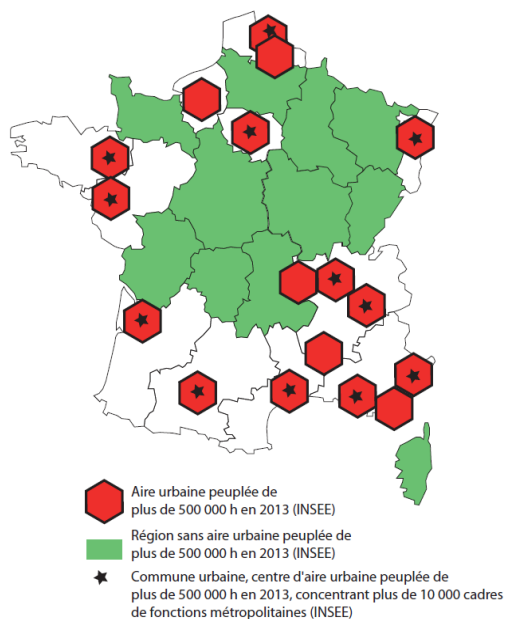 Aire urbaine peuplée de
plus de 500 000 h en 2013 (INSEE)
Région sans aire urbaine peuplée de
plus de 500 000 h en 2013 (INSEE)
Commune urbaine, centre d'aire urbaine peuplée de
plus de 500 000 h en 2013, concentrant plus de 10 000 cadres
de fonctions métropolitaines (INSEE)